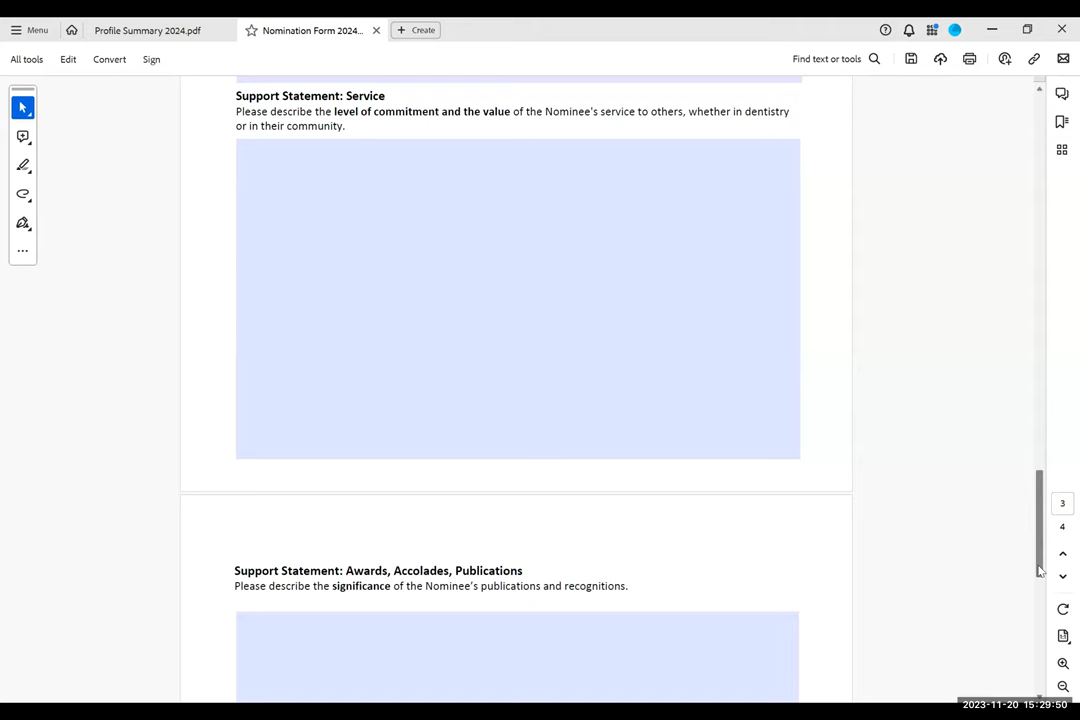 Menu
Profile Summary 2024.pdf
Nomination Form 2024...
Create
All tools
Edit
Convert
Sign
Find text or tools
Support Statement: Service
Please describe the level of commitment and the value of the Nominee's service to others, whether in dentistry
or in their community.
3
4
Support Statement: Awards, Accolades, Publications
Please describe the significance of the Nominee's publications and recognitions.
2023-11-20 15:29:50